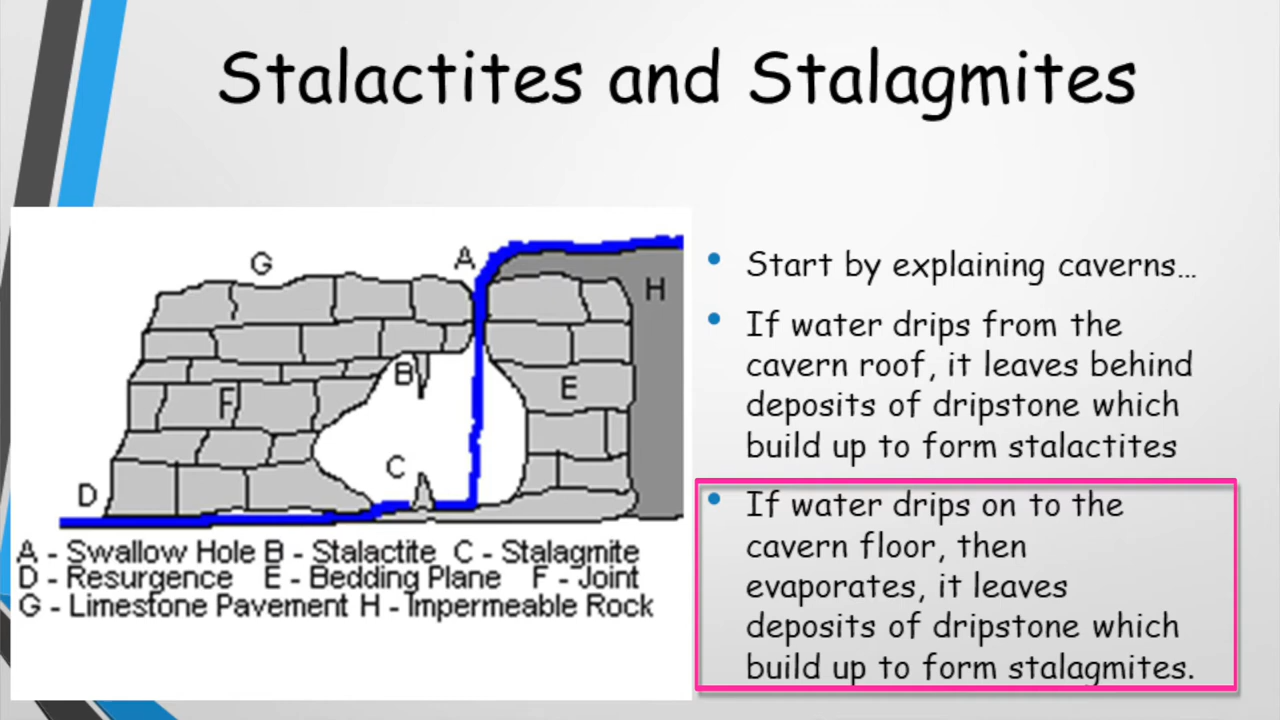 Stalactites and Stalagmites
G
A
H
B
F
E
C
D
A - Swallow Hole B - Stalactite C - Stalagmite
D - Resurgence E - Bedding Plane F - Joint
G - Limestone Pavement H - Impermeable Rock
• Start by explaining caverns…
• If water drips from the
cavern roof, it leaves behind
deposits of dripstone which
build up to form stalactites
• If water drips on to the
cavern floor, then
evaporates, it leaves
deposits of dripstone which
build up to form stalagmites.